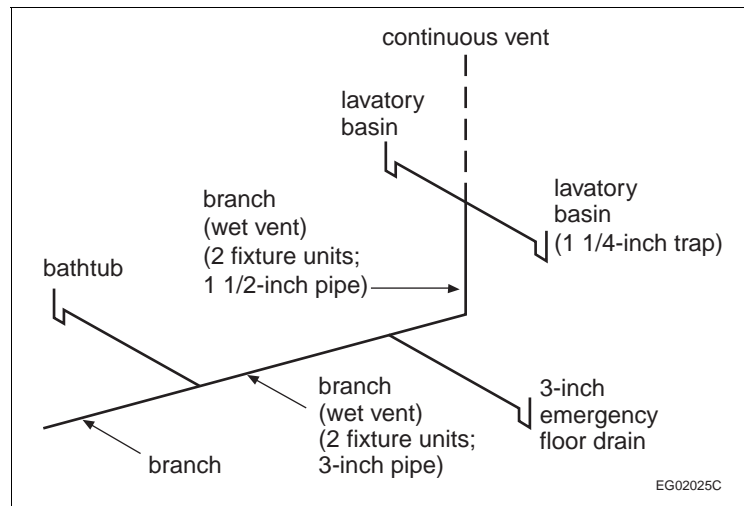 continuous vent
lavatory
basin
lavatory
basin
(1 1/4-inch trap)
branch
(wet vent)
(2 fixture units;
1 1/2-inch pipe)
bathtub
branch
(wet vent)
(2 fixture units;
3-inch pipe)
3-inch
emergency
floor drain
branch
EG02025C